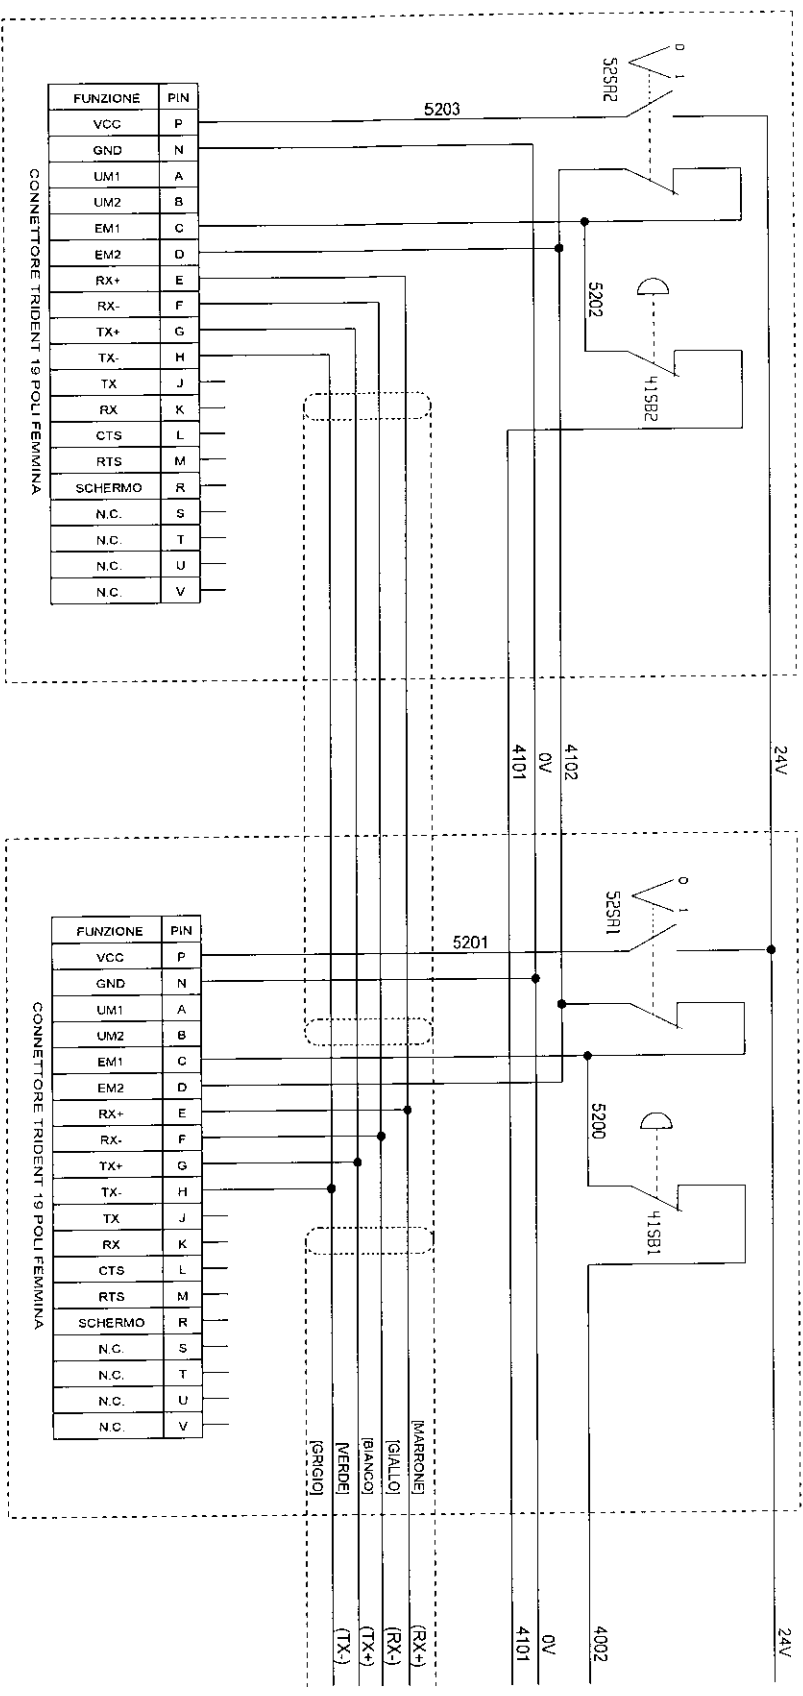 0
1
52SA2
5203
FUNZIONE PIN
VCC P
GND N
UM1 A
UM2 B
EM1 C
EM2 D
RX+ E
RX- F
TX+ G
TX- H
TX J
RX K
CTS L
RTS M
SCHERMO R
N.C. S
N.C. T
N.C. U
N.C. V
CONNETTORE TRIDENT 19 POLI FEMMINA
5202
41SB2
24V
4102
0V
4101
0
1
52SA1
5201
FUNZIONE PIN
VCC P
GND N
UM1 A
UM2 B
EM1 C
EM2 D
RX+ E
RX- F
TX+ G
TX- H
TX J
RX K
CTS L
RTS M
SCHERMO R
N.C. S
N.C. T
N.C. U
N.C. V
CONNETTORE TRIDENT 19 POLI FEMMINA
5200
41SB1
[MARRONE]
[GIALLO]
[BIANCO]
[VERDE]
[GRIGIO]
24V
4002
0V
4101
(RX+)
(RX-)
(TX+)
(TX-)